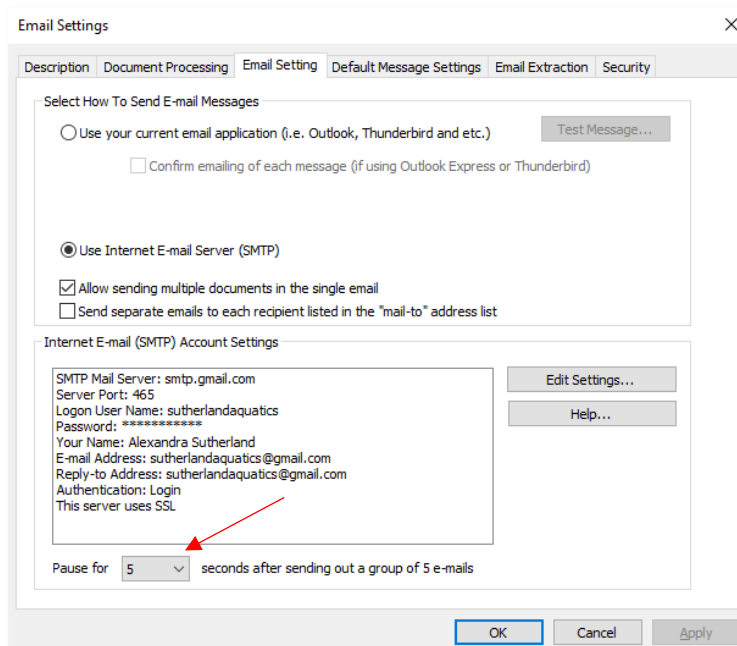 Email Settings
Description Document Processing Email Setting Default Message Settings Email Extraction Security
Select How To Send E-mail Messages
Use your current email application (i.e. Outlook, Thunderbird and etc.) Test Message...
Confirm emailing of each message (if using Outlook Express or Thunderbird)
Use Internet E-mail Server (SMTP)
Allow sending multiple documents in the single email
Send separate emails to each recipient listed in the "mail-to" address list
Internet E-mail (SMTP) Account Settings
SMTP Mail Server: smtp.gmail.com
Server Port: 465
Logon User Name: sutherlandaquatics
Password: ***********
Your Name: Alexandra Sutherland
E-mail Address: sutherlandaquatics@gmail.com
Reply-to Address: sutherlandaquatics@gmail.com
Authentication: Login
This server uses SSL
Edit Settings...
Help...
Pause for 5 seconds after sending out a group of 5 e-mails
OK Cancel Apply